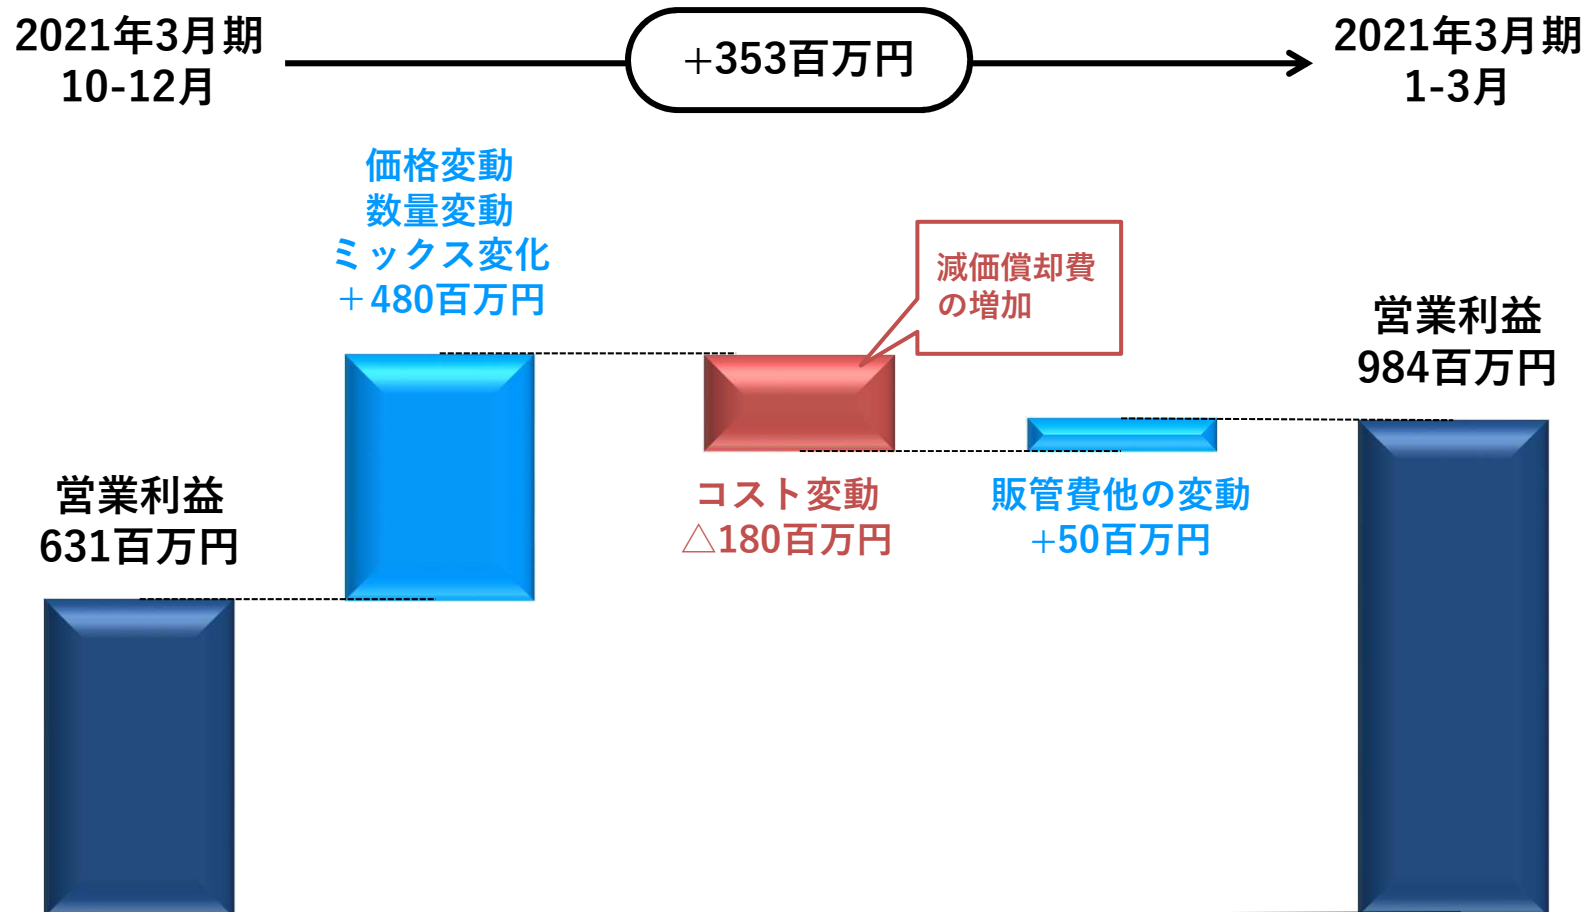 2021年3月期
10-12月
+353百万円
2021年3月期
1-3月
価格変動
数量変動
ミックス変化
+480百万円
減価償却費
の増加
営業利益
984百万円
営業利益
631百万円
コスト変動
△180百万円
販管費他の変動
+50百万円